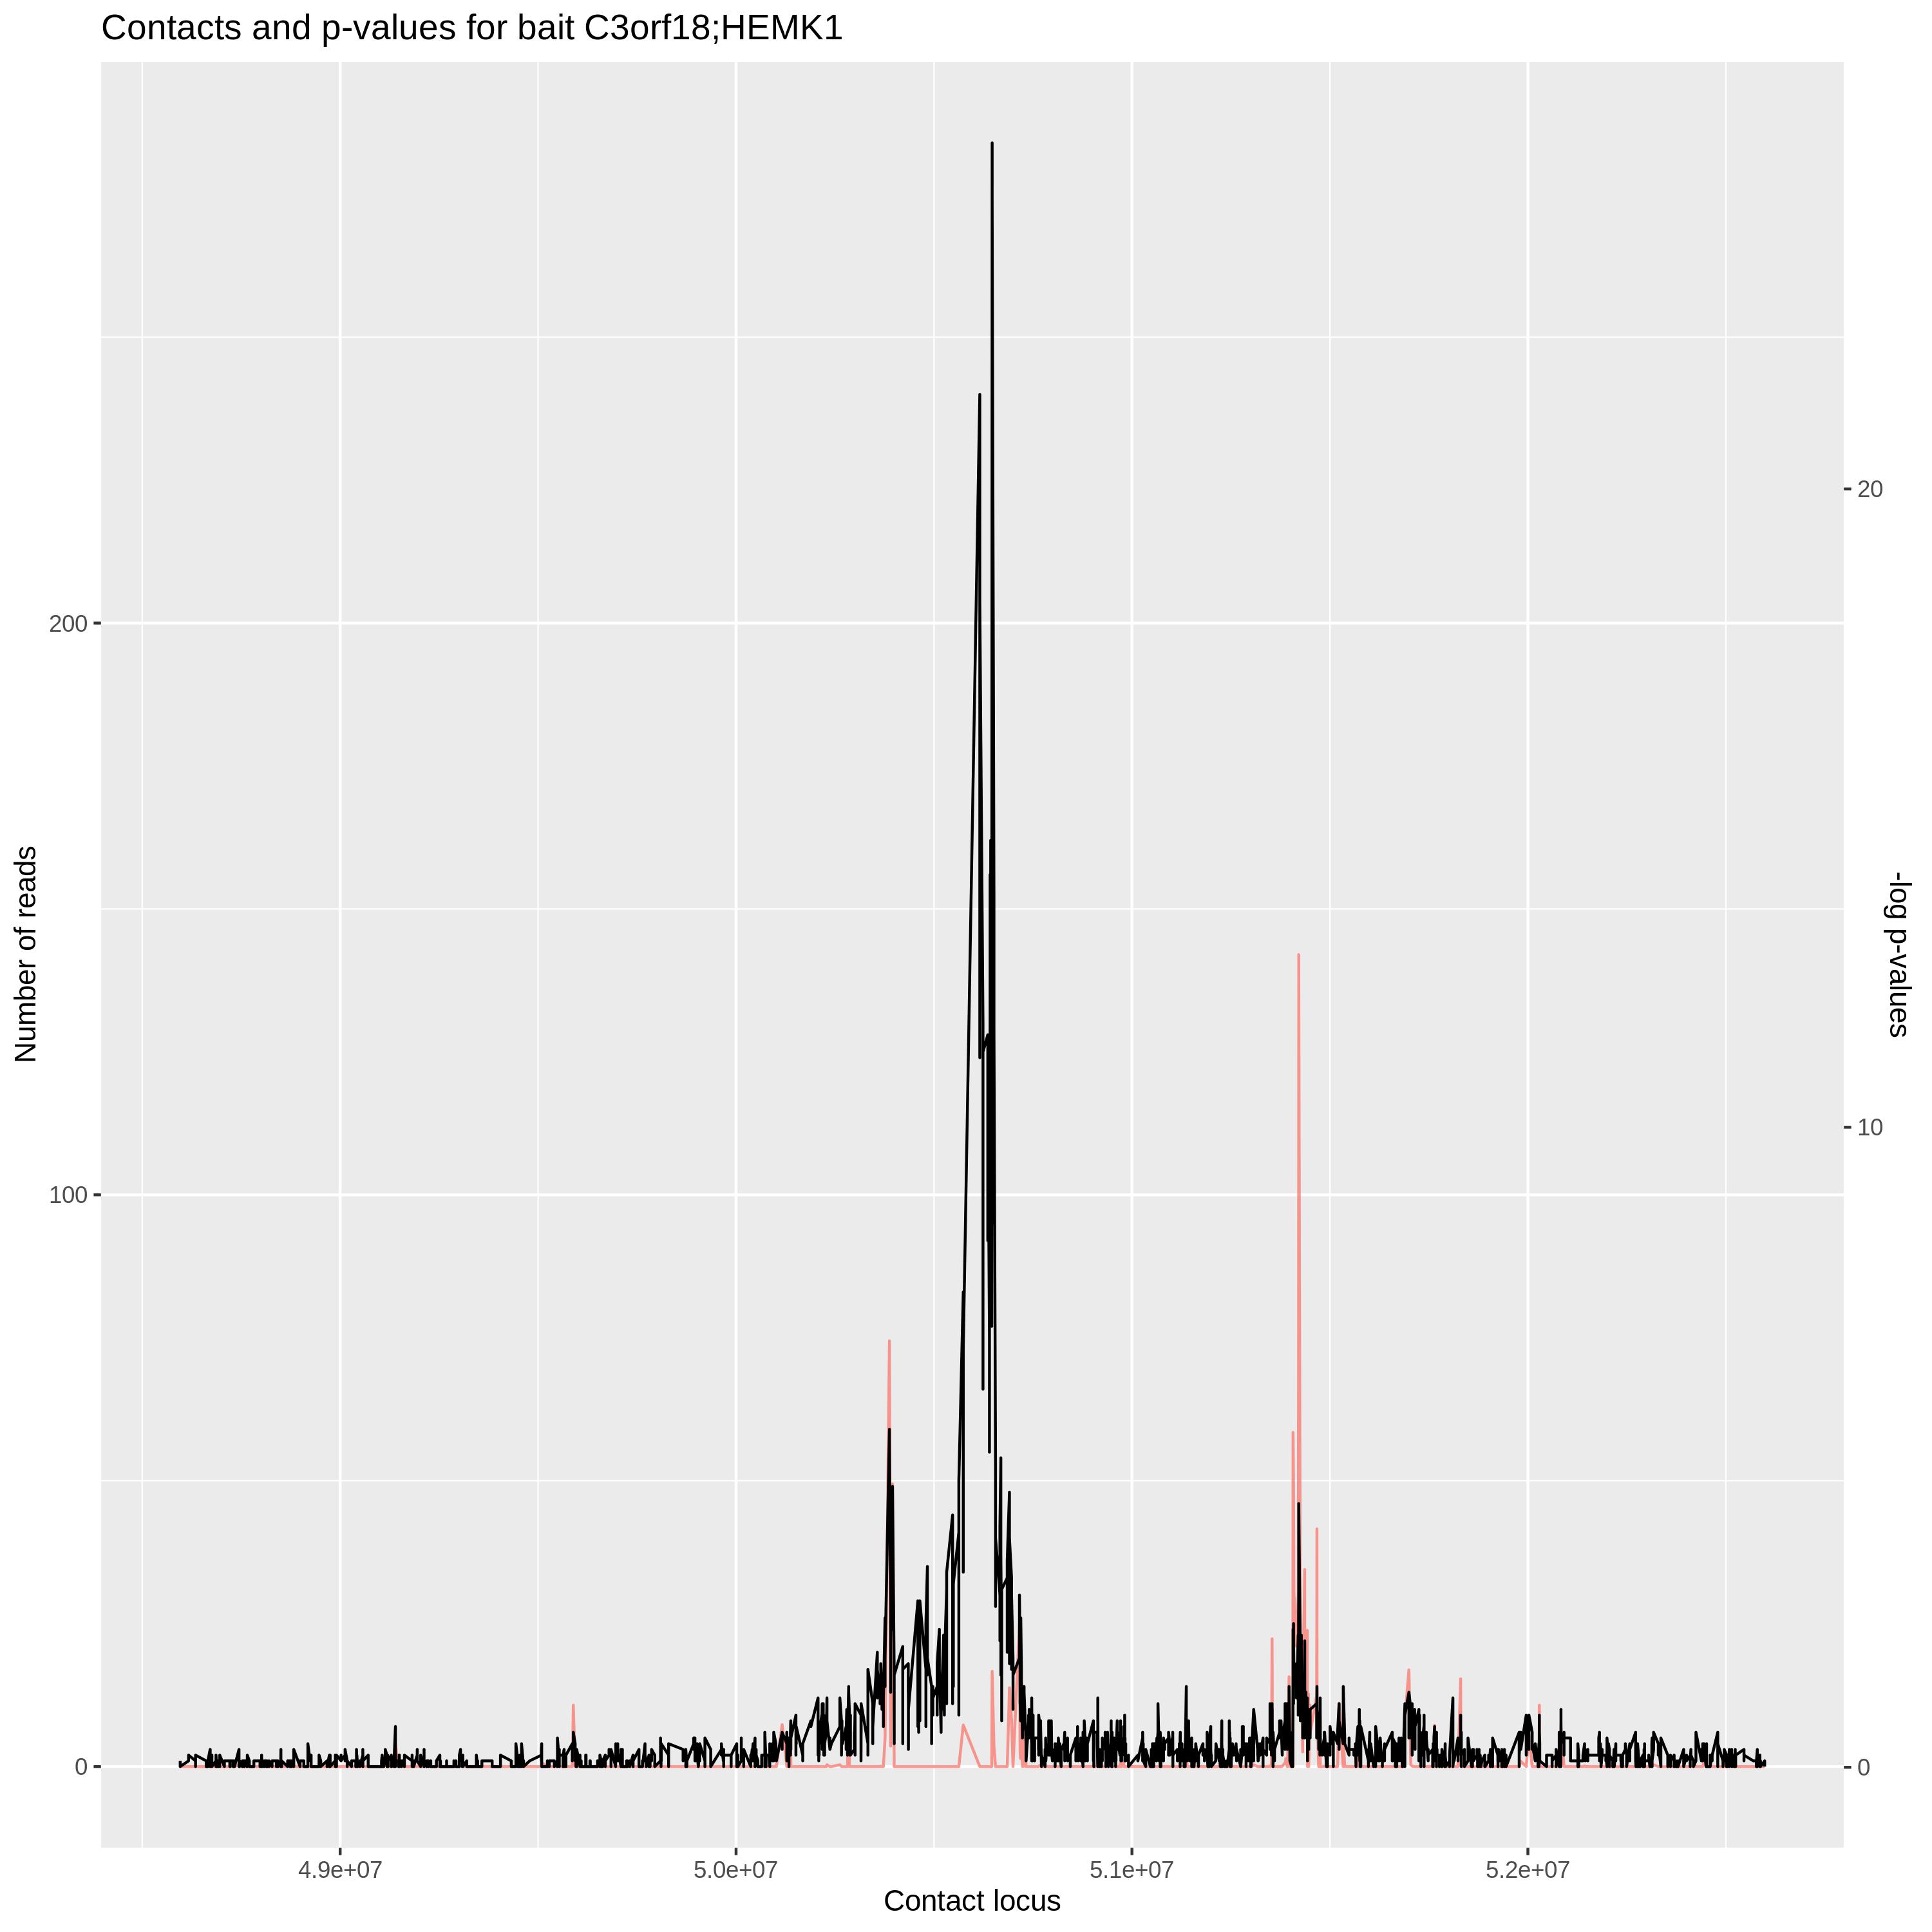 Contacts and p-values for bait C3orf18;HEMK1
Number of reads
200
100
0
20
10
0
-log p-values
4.9e+07 5.0e+07 5.1e+07 5.2e+07
Contact locus